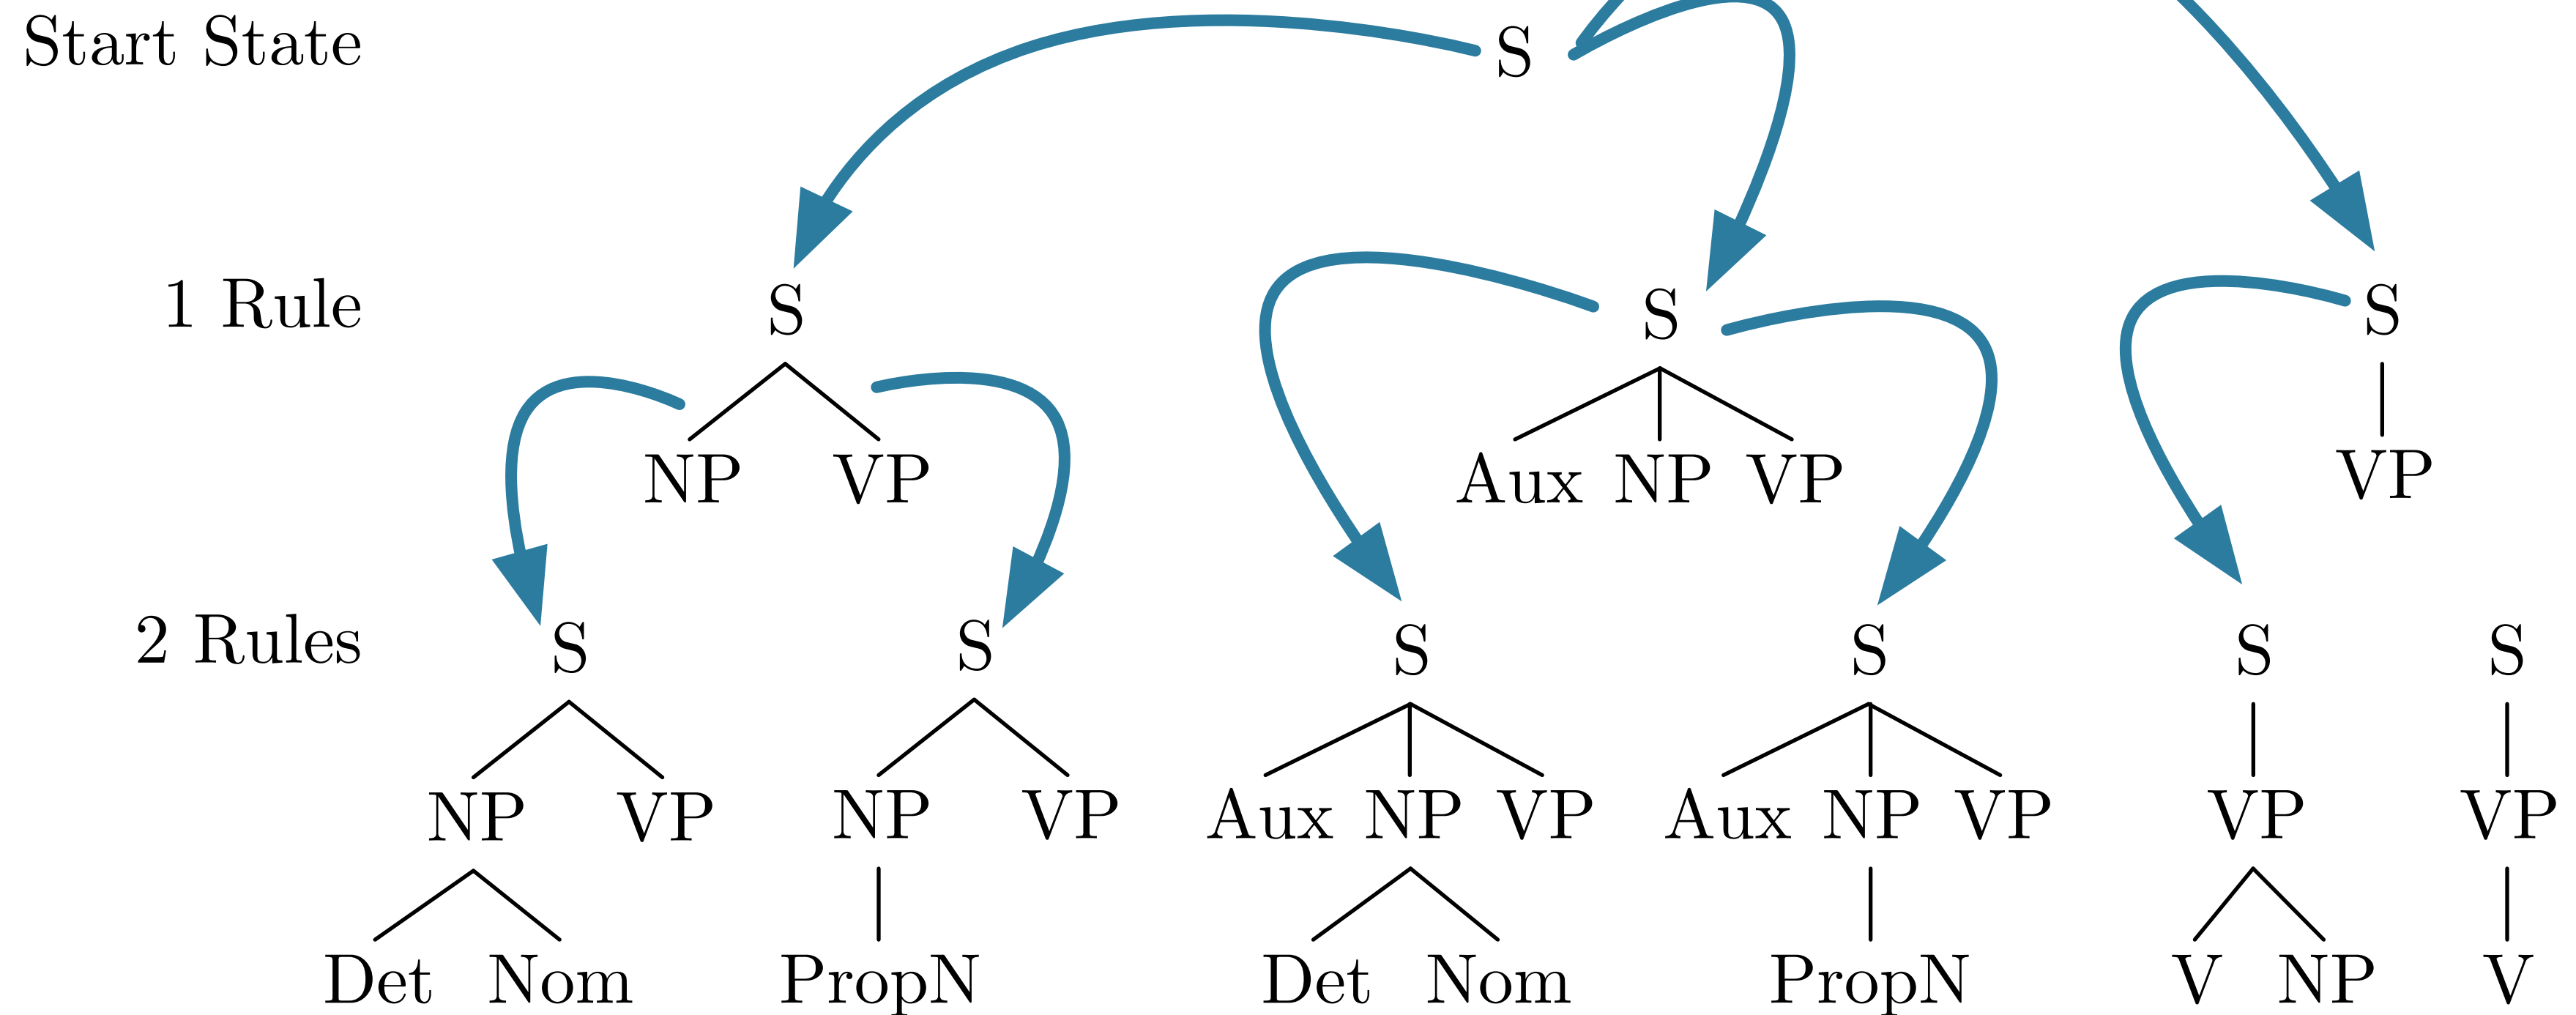 Start State S
1 Rule S S S
NP VP Aux NP VP VP
2 Rules S S S S S S
NP VP NP VP Aux NP VP Aux NP VP VP VP
Det Nom PropN Det Nom PropN V NP V